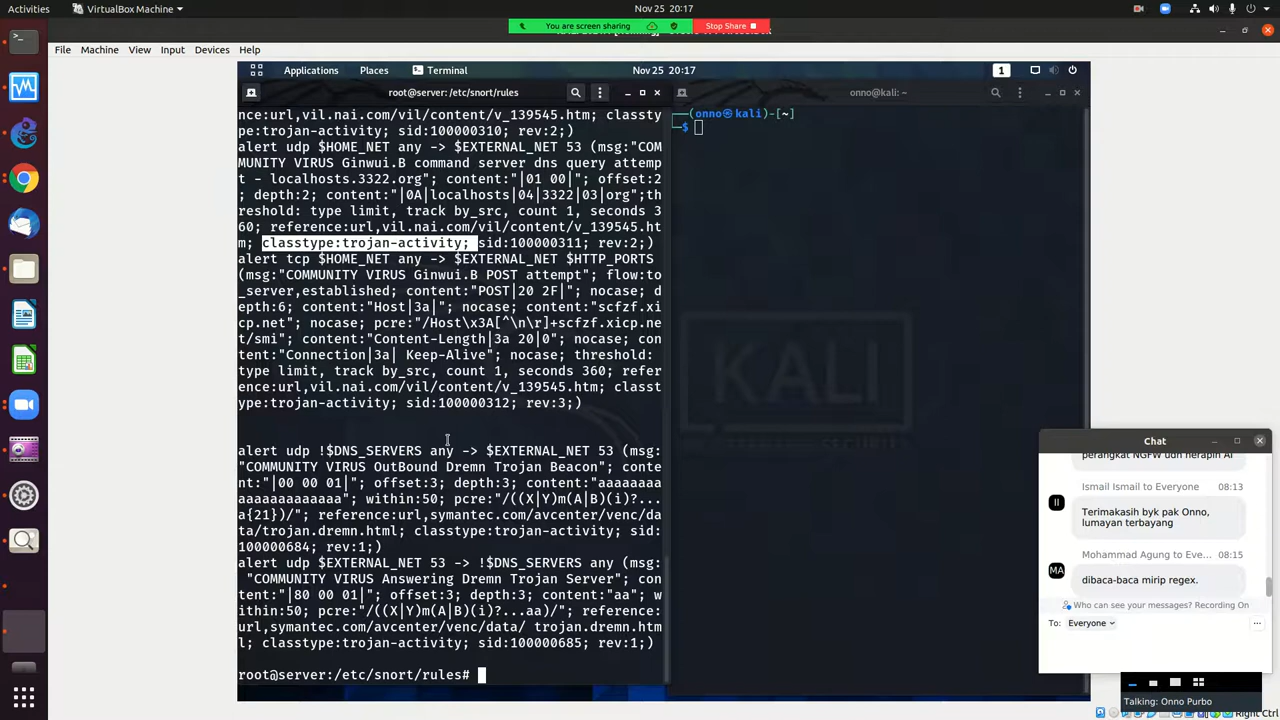 Activities
VirtualBox Machine
Nov 25 20:17
You are screen sharing
Stop Share
File Machine View Input Devices Help
Applications Places Terminal
Nov 25 20:17
1
root@server: /etc/snort/rules
nce:url,vil.nai.com/vil/content/v_139545.htm; classty
pe:trojan-activity; sid:100000310; rev:2;)
alert udp $HOME_NET any -> $EXTERNAL_NET 53 (msg:"COM
MUNITY VIRUS Ginwui.B command server dns query attemp
t - localhosts.3322.org"; content:"|01 00|"; offset:2
; depth:2; content:"|0A|localhosts|04|3322|03|org";th
reshold: type limit, track by_src, count 1, seconds 3
60; reference:url,vil.nai.com/vil/content/v_139545.ht
m; classtype:trojan-activity; sid:100000311; rev:2;)
alert tcp $HOME_NET any -> $EXTERNAL_NET $HTTP_PORTS
(msg:"COMMUNITY VIRUS Ginwui.B POST attempt"; flow:to
_server,established; content:"POST|20 2F|"; nocase; d
epth:6; content:"Host|3a|"; nocase; content:"scfzf.xi
cp.net"; nocase; pcre:"/Host\x3A[^\n\r]+scfzf.xicp.ne
t/smi"; content:"Content-Length|3a 20|0"; nocase; con
tent:"Connection|3a| Keep-Alive"; nocase; threshold:
type limit, track by_src, count 1, seconds 360; refer
ence:url,vil.nai.com/vil/content/v_139545.htm; classt
ype:trojan-activity; sid:100000312; rev:3;)
alert udp !$DNS_SERVERS any -> $EXTERNAL_NET 53 (msg:
"COMMUNITY VIRUS OutBound Dremn Trojan Beacon"; conte
nt:"|00 00 01|"; offset:3; depth:3; content:"aaaaaaaa
aaaaaaaaaaaaa"; within:50; pcre:"/((X|Y)m(A|B)(i)?...
a{21})/"; reference:url,symantec.com/avcenter/venc/da
ta/trojan.dremn.html; classtype:trojan-activity; sid:
100000684; rev:1;)
alert udp $EXTERNAL_NET 53 -> !$DNS_SERVERS any (msg:
"COMMUNITY VIRUS Answering Dremn Trojan Server"; con
tent:"|80 00 01|"; offset:3; depth:3; content:"aa"; w
ithin:50; pcre:"/((X|Y)m(A|B)(i)?...aa)/"; reference:
url,symantec.com/avcenter/venc/data/ trojan.dremn.htm
l; classtype:trojan-activity; sid:100000685; rev:1;)
root@server:/etc/snort/rules#
onno@kali: ~
(onno㉿kali)-[~]
$
KALI
Chat
perangkat NGFW udh nerapin AI
Ismail Ismail to Everyone 08:13
II
Terimakasih byk pak Onno,
lumayan terbayang
Mohammad Agung to Eve... 08:15
MA
dibaca-baca mirip regex.
Who can see your messages? Recording On
To: Everyone
Talking: Onno Purbo
Right Ctrl